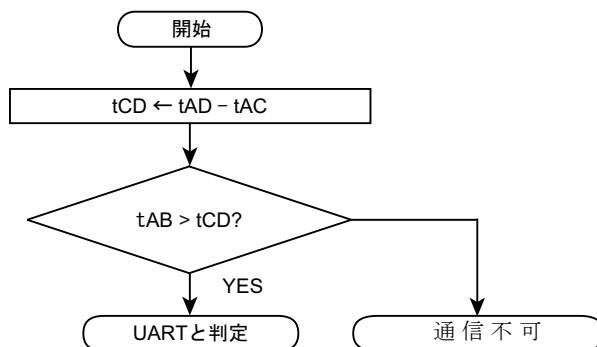 開始
tCD ← tAD − tAC
tAB > tCD?
YES
UARTと判定
通信不可